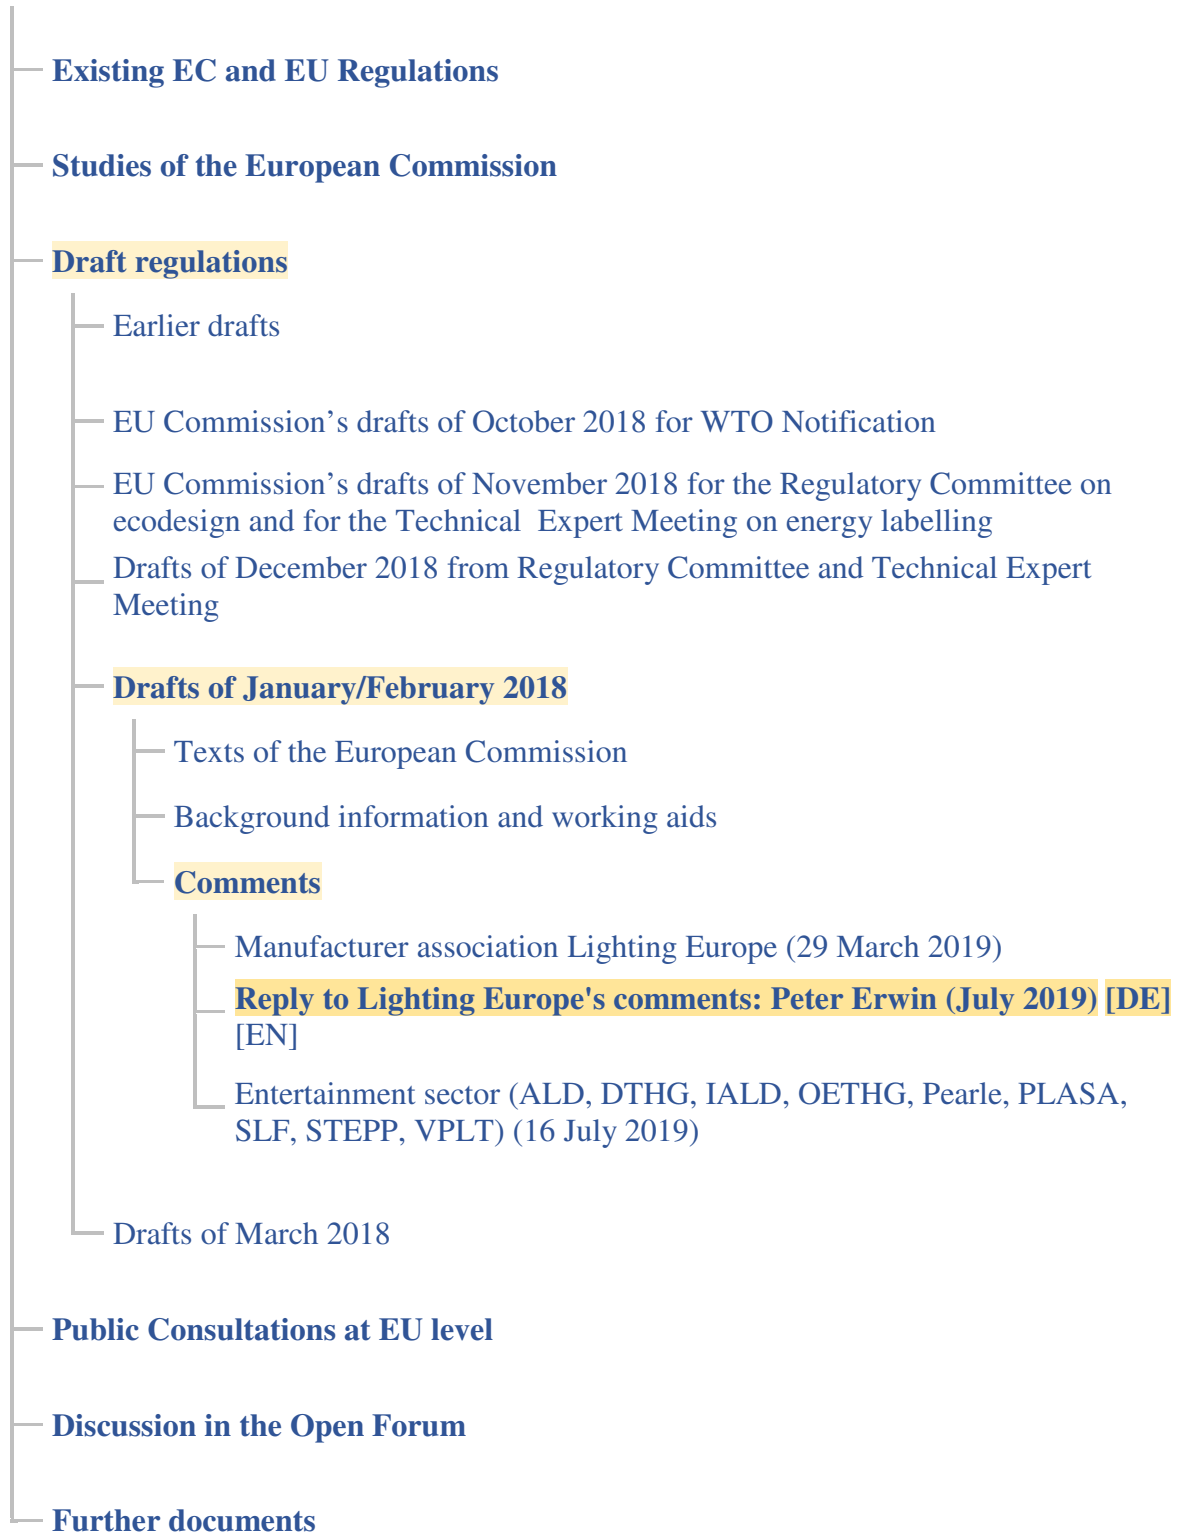 Existing EC and EU Regulations
Studies of the European Commission
Draft regulations
Earlier drafts
EU Commission’s drafts of October 2018 for WTO Notification
EU Commission’s drafts of November 2018 for the Regulatory Committee on
ecodesign and for the Technical Expert Meeting on energy labelling
Drafts of December 2018 from Regulatory Committee and Technical Expert
Meeting
Drafts of January/February 2018
Texts of the European Commission
Background information and working aids
Comments
Manufacturer association Lighting Europe (29 March 2019)
Reply to Lighting Europe's comments: Peter Erwin (July 2019) [DE]
[EN]
Entertainment sector (ALD, DTHG, IALD, OETHG, Pearle, PLASA,
SLF, STEPP, VPLT) (16 July 2019)
Drafts of March 2018
Public Consultations at EU level
Discussion in the Open Forum
Further documents